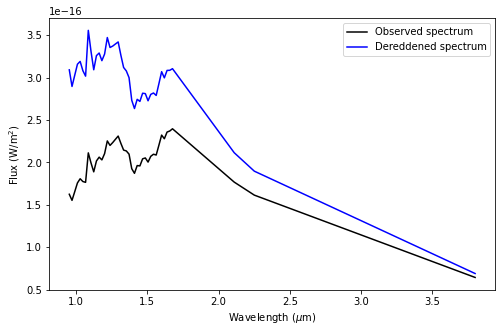 1e−16
3.5
3.0
2.5
2.0
1.5
1.0
0.5
Flux (W/m²)
Observed spectrum
Dereddened spectrum
1.0 1.5 2.0 2.5 3.0 3.5
Wavelength (μm)